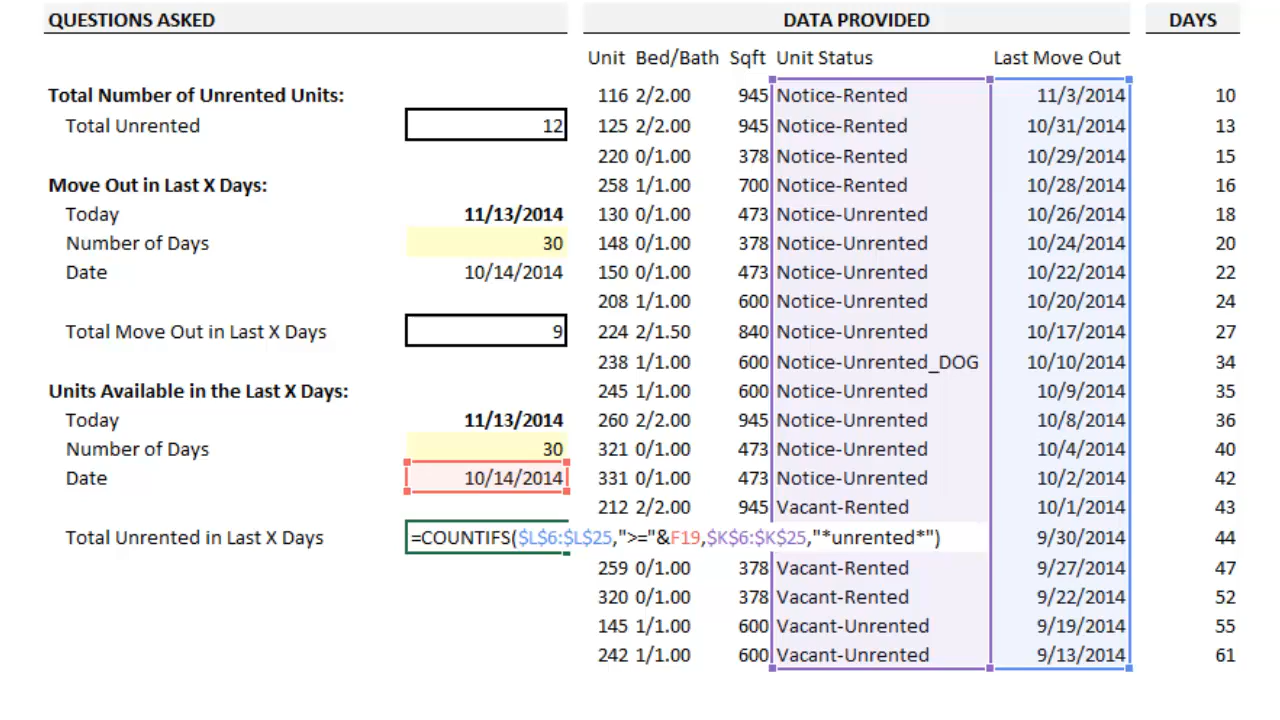 QUESTIONS ASKED DATA PROVIDED DAYS
Unit Bed/Bath Sqft Unit Status Last Move Out
Total Number of Unrented Units: 116 2/2.00 945 Notice-Rented 11/3/2014 10
Total Unrented 12 125 2/2.00 945 Notice-Rented 10/31/2014 13
220 0/1.00 378 Notice-Rented 10/29/2014 15
Move Out in Last X Days: 258 1/1.00 700 Notice-Rented 10/28/2014 16
Today 11/13/2014 130 0/1.00 473 Notice-Unrented 10/26/2014 18
Number of Days 30 148 0/1.00 378 Notice-Unrented 10/24/2014 20
Date 10/14/2014 150 0/1.00 473 Notice-Unrented 10/22/2014 22
208 1/1.00 600 Notice-Unrented 10/20/2014 24
Total Move Out in Last X Days 9 224 2/1.50 840 Notice-Unrented 10/17/2014 27
238 1/1.00 600 Notice-Unrented_DOG 10/10/2014 34
Units Available in the Last X Days: 245 1/1.00 600 Notice-Unrented 10/9/2014 35
Today 11/13/2014 260 2/2.00 945 Notice-Unrented 10/8/2014 36
Number of Days 30 321 0/1.00 473 Notice-Unrented 10/4/2014 40
Date 10/14/2014 331 0/1.00 473 Notice-Unrented 10/2/2014 42
212 2/2.00 945 Vacant-Rented 10/1/2014 43
Total Unrented in Last X Days =COUNTIFS($L$6:$L$25,">="&F19,$K$6:$K$25,"*unrented*") 9/30/2014 44
259 0/1.00 378 Vacant-Rented 9/27/2014 47
320 0/1.00 378 Vacant-Rented 9/22/2014 52
145 1/1.00 600 Vacant-Unrented 9/19/2014 55
242 1/1.00 600 Vacant-Unrented 9/13/2014 61